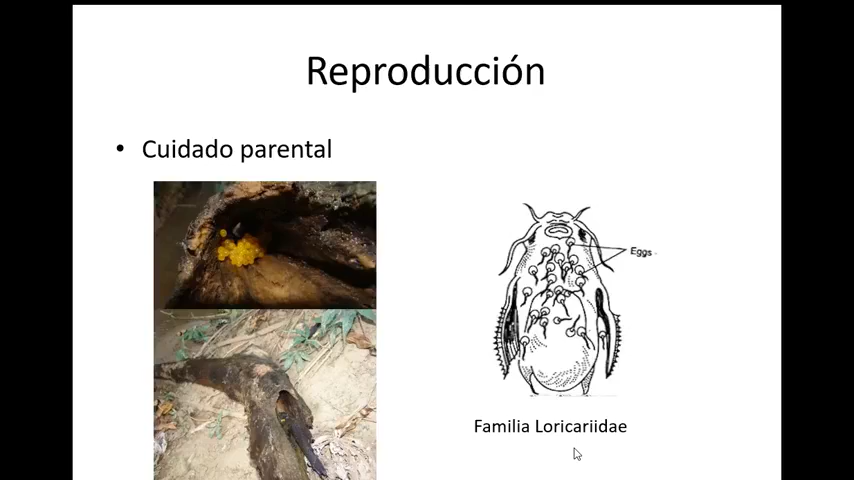 Reproducción
• Cuidado parental
Eggs
Familia Loricariidae